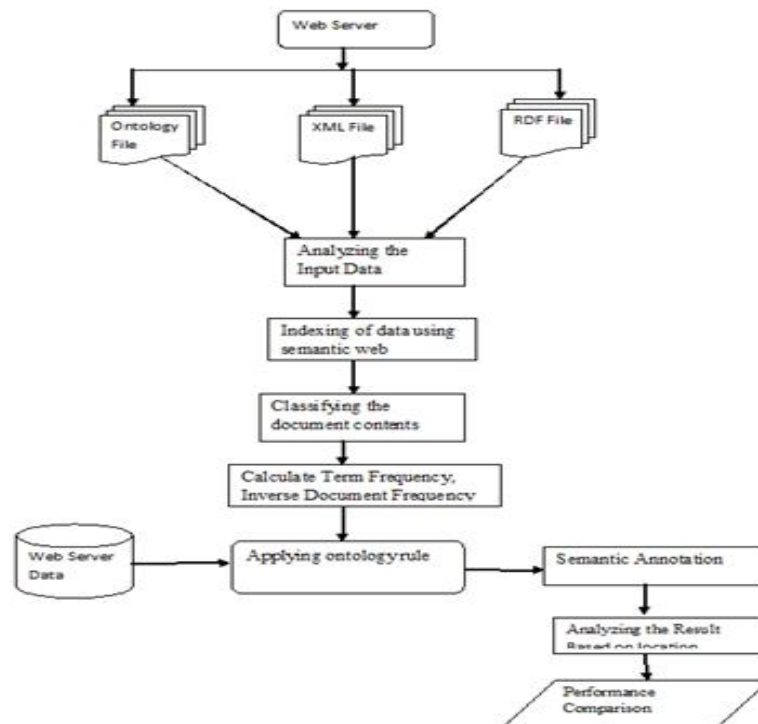 Web Server
Ontology
File
XML File
RDF File
Analyzing the
Input Data
Indexing of data using
semantic web
Classifying the
document contents
Calculate Term Frequency,
Inverse Document Frequency
Web Server
Data
Applying ontology rule
Semantic Annotation
Analyzing the Result
Based on location
Performance
Comparison